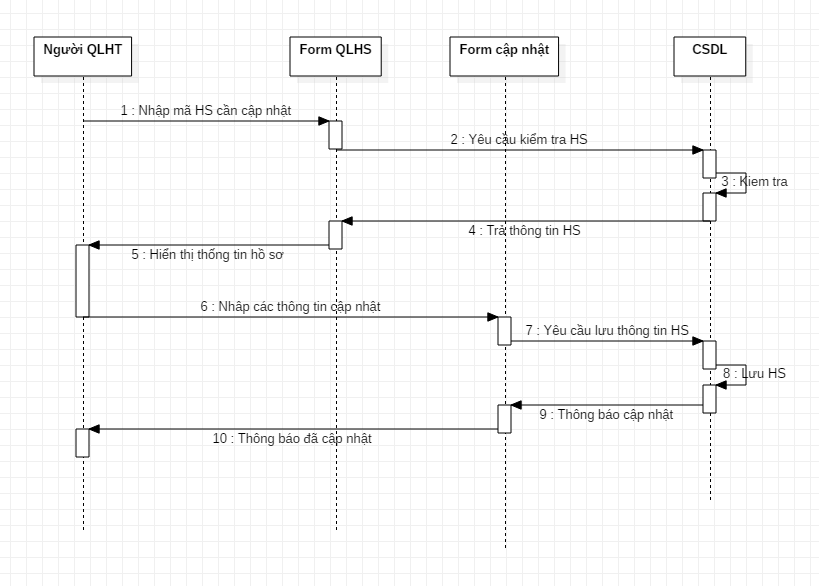 Người QLHT
Form QLHS
Form cập nhật
CSDL
1 : Nhập mã HS cần cập nhật
2 : Yêu cầu kiểm tra HS
3 : Kiem tra
4 : Trả thông tin HS
5 : Hiển thị thống tin hồ sơ
6 : Nhâp các thông tin cập nhật
7 : Yêu cầu lưu thông tin HS
8 : Lưu HS
9 : Thông báo cập nhật
10 : Thông báo đã cập nhật